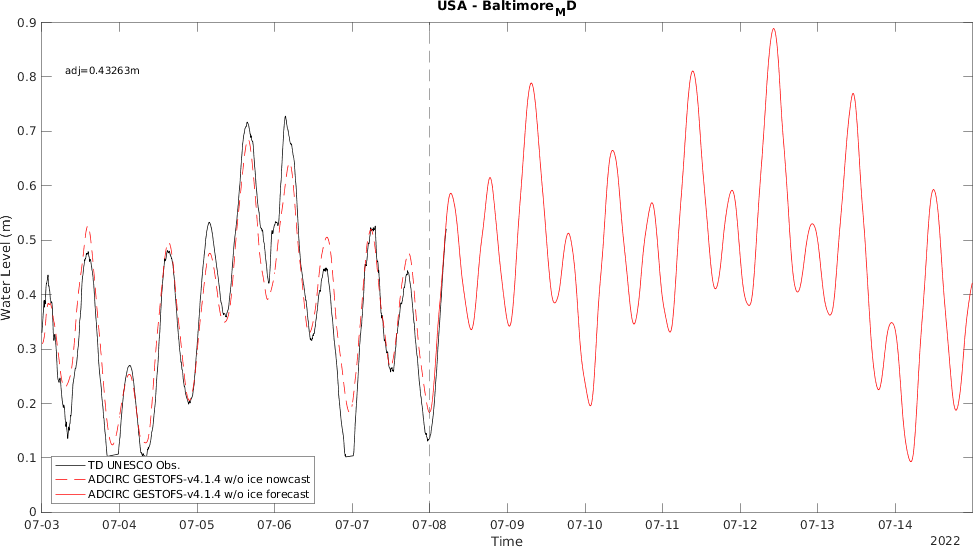 USA - BaltimoreMD
adj=0.43263m
Water Level (m)
0.9
0.8
0.7
0.6
0.5
0.4
0.3
0.2
0.1
0
TD UNESCO Obs.
ADCIRC GESTOFS-v4.1.4 w/o ice nowcast
ADCIRC GESTOFS-v4.1.4 w/o ice forecast
07-03 07-04 07-05 07-06 07-07 07-08 07-09 07-10 07-11 07-12 07-13 07-14
Time
2022